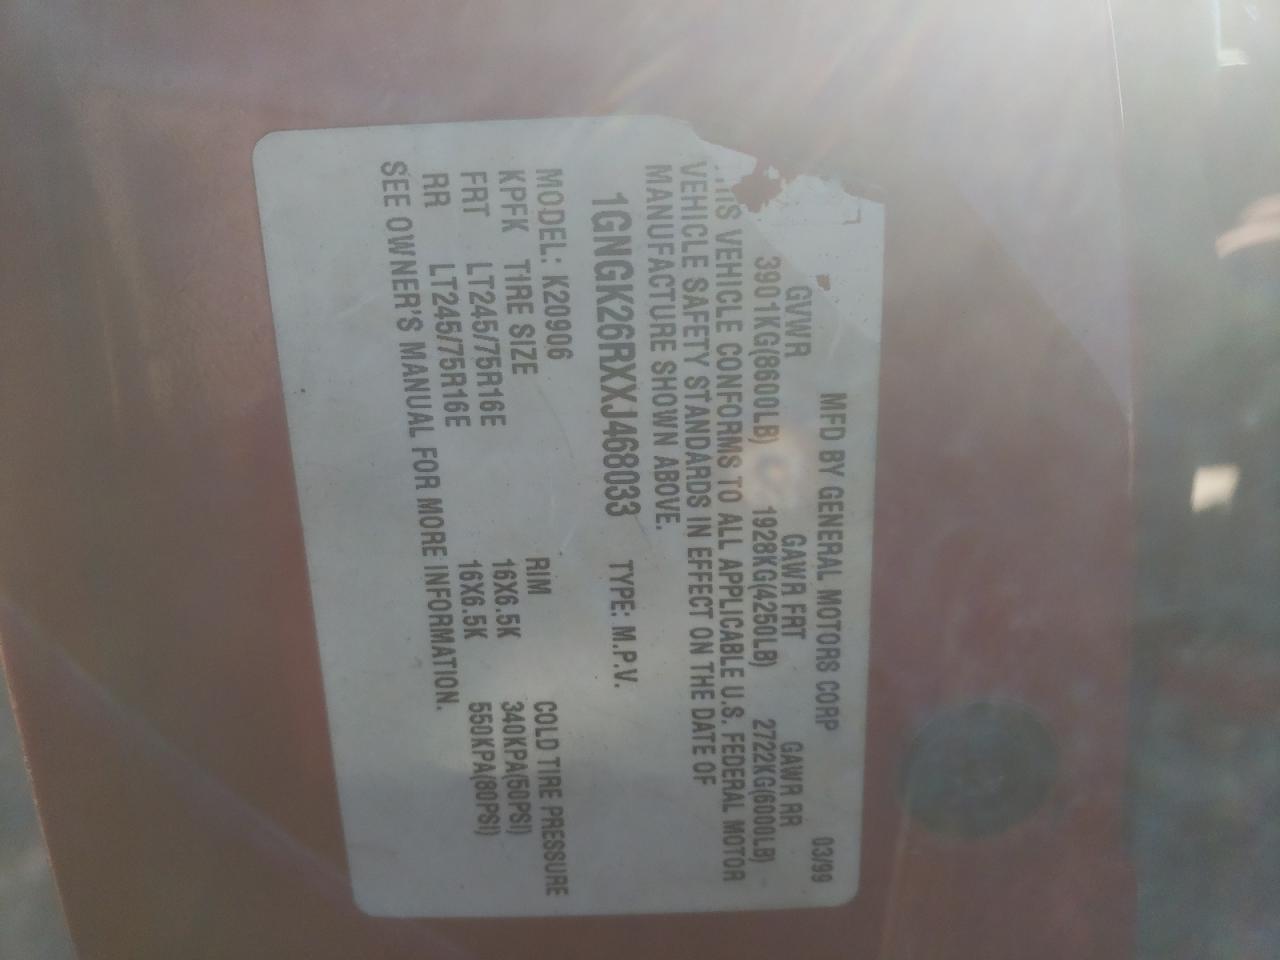 MFD BY GENERAL MOTORS CORP 03/99
GVWR GAWR FRT GAWR RR
3901KG(8600LB) 1928KG(4250LB) 2722KG(6000LB)
THIS VEHICLE CONFORMS TO ALL APPLICABLE U.S. FEDERAL MOTOR
VEHICLE SAFETY STANDARDS IN EFFECT ON THE DATE OF
MANUFACTURE SHOWN ABOVE.
1GNGK26RXXJ468033 TYPE: M.P.V.
MODEL: K20906
KPFK TIRE SIZE RIM COLD TIRE PRESSURE
FRT LT245/75R16E 16X6.5K 340KPA(50PSI)
RR LT245/75R16E 16X6.5K 550KPA(80PSI)
SEE OWNER'S MANUAL FOR MORE INFORMATION.